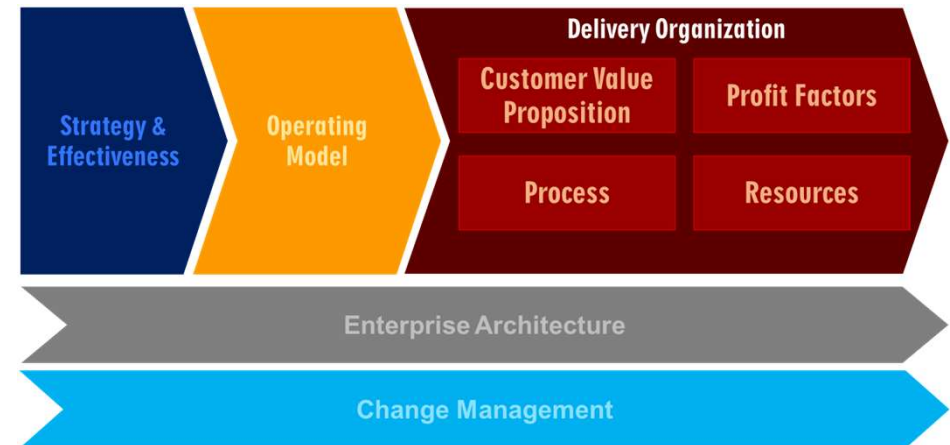 Strategy &
Effectiveness
Operating
Model
Delivery Organization
Customer Value
Proposition
Profit Factors
Process
Resources
Enterprise Architecture
Change Management